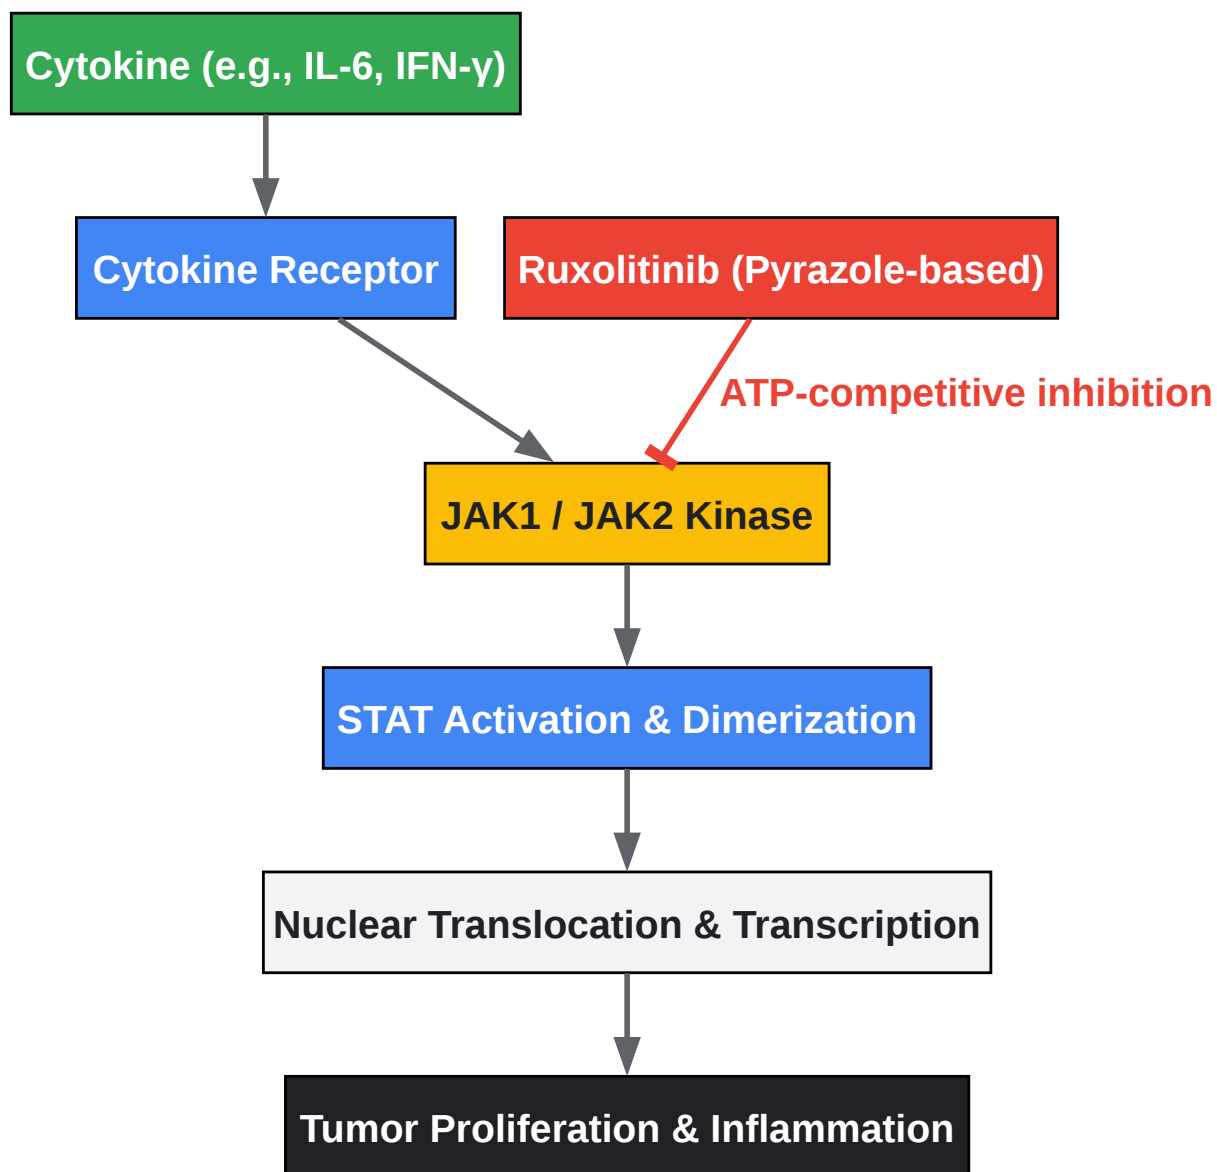 Cytokine (e.g., IL-6, IFN-γ)
Cytokine Receptor
Ruxolitinib (Pyrazole-based)
ATP-competitive inhibition
JAK1 / JAK2 Kinase
STAT Activation & Dimerization
Nuclear Translocation & Transcription
Tumor Proliferation & Inflammation